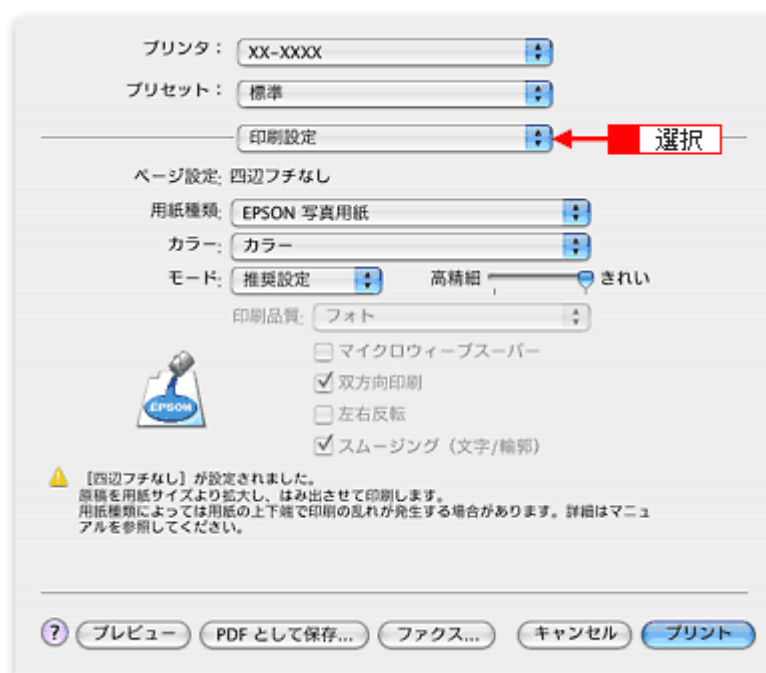 プリンタ： XX-XXXX
プリセット： 標準
印刷設定 選択
ページ設定: 四辺フチなし
用紙種類: EPSON 写真用紙
カラー: カラー
モード: 推奨設定 高精細 きれい
印刷品質: フォト
マイクロウィーブスーパー
双方向印刷
左右反転
スムージング（文字/輪郭）
EPSON
［四辺フチなし］が設定されました。
原稿を用紙サイズより拡大し、はみ出させて印刷します。
用紙種類によっては用紙の上下端で印刷の乱れが発生する場合があります。詳細はマニュ
アルを参照してください。
? プレビュー PDF として保存... ファクス... キャンセル プリント